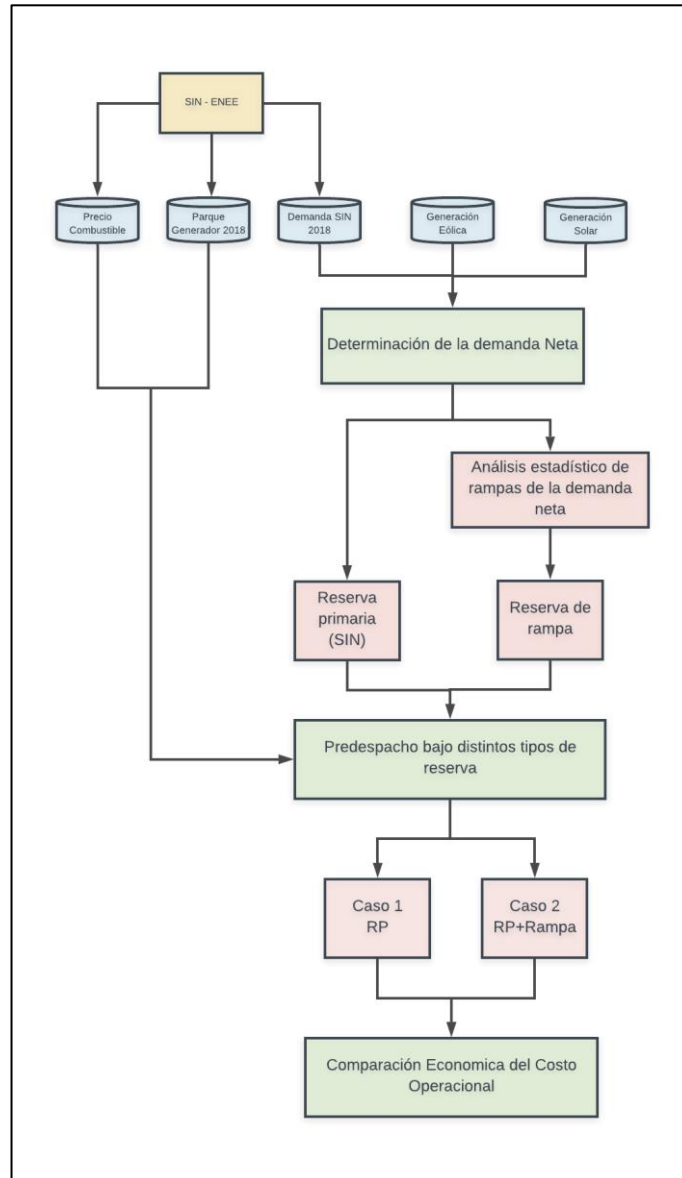 SIN - ENEE
Precio
Combustible
Parque
Generador 2018
Demanda SIN
2018
Generación
Eólica
Generación
Solar
Determinación de la demanda Neta
Análisis estadístico de
rampas de la demanda
neta
Reserva
primaria
(SIN)
Reserva de
rampa
Predespacho bajo distintos tipos de
reserva
Caso 1
RP
Caso 2
RP+Rampa
Comparación Economica del Costo
Operacional